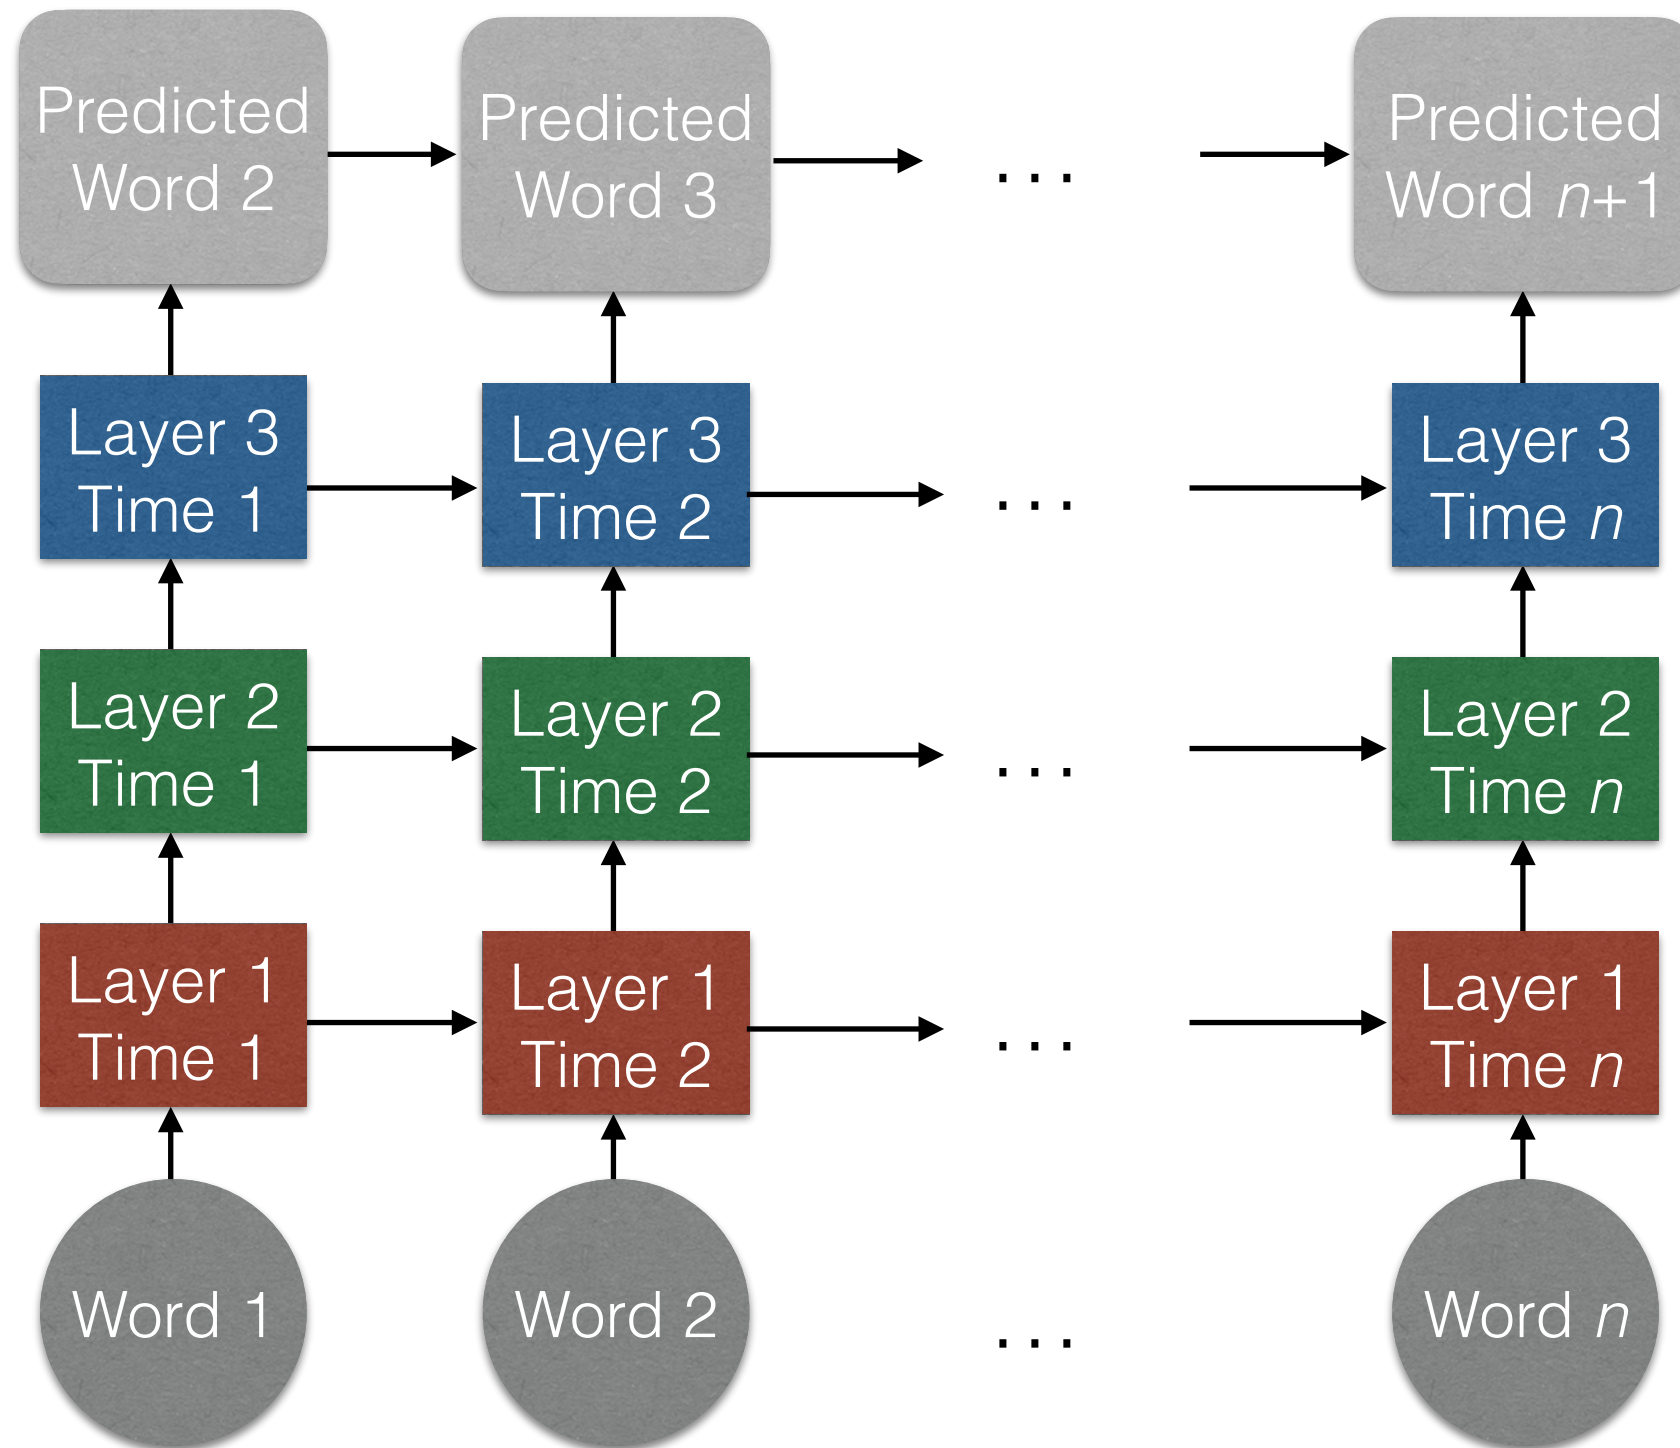 Predicted
Word 2
Predicted
Word 3
. . .
Predicted
Word n+1
Layer 3
Time 1
Layer 3
Time 2
. . .
Layer 3
Time n
Layer 2
Time 1
Layer 2
Time 2
. . .
Layer 2
Time n
Layer 1
Time 1
Layer 1
Time 2
. . .
Layer 1
Time n
Word 1
Word 2
. . .
Word n